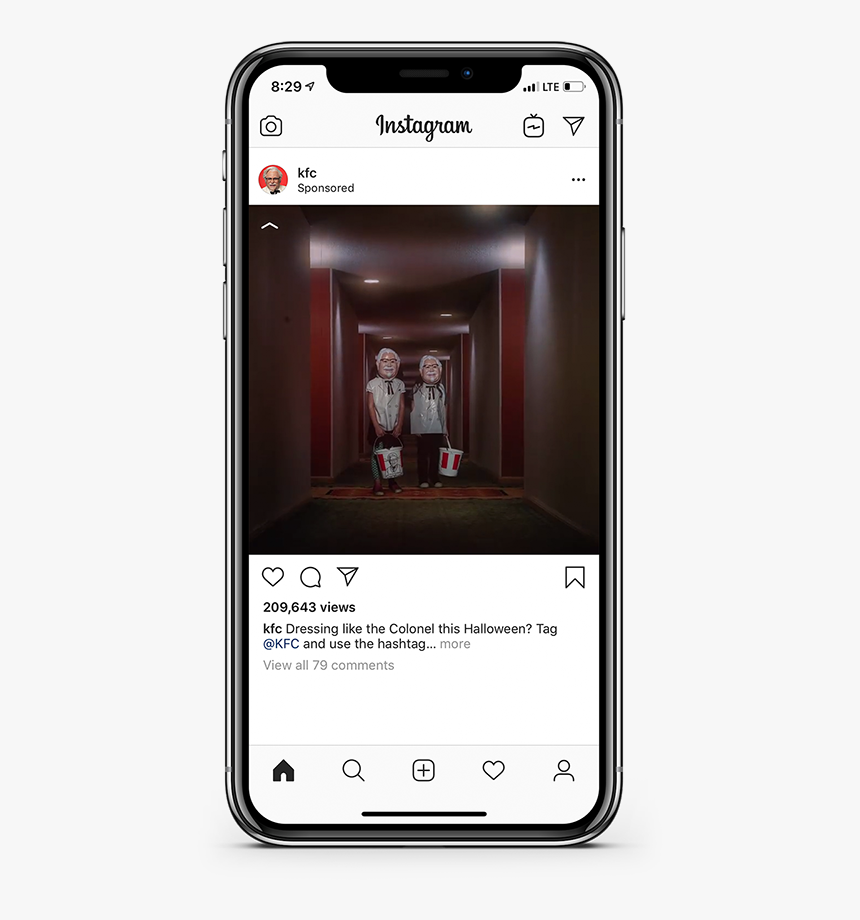 8:29 LTE
Instagram
kfc
Sponsored
209,643 views
kfc Dressing like the Colonel this Halloween? Tag
@KFC and use the hashtag... more
View all 79 comments